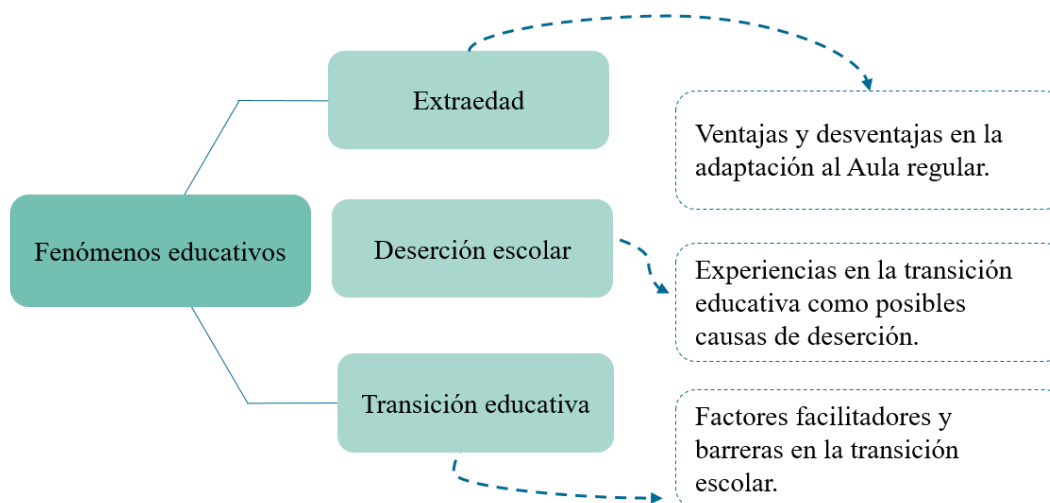 Fenómenos educativos
Extraedad
Ventajas y desventajas en la
adaptación al Aula regular.
Deserción escolar
Experiencias en la transición
educativa como posibles
causas de deserción.
Transición educativa
Factores facilitadores y
barreras en la transición
escolar.